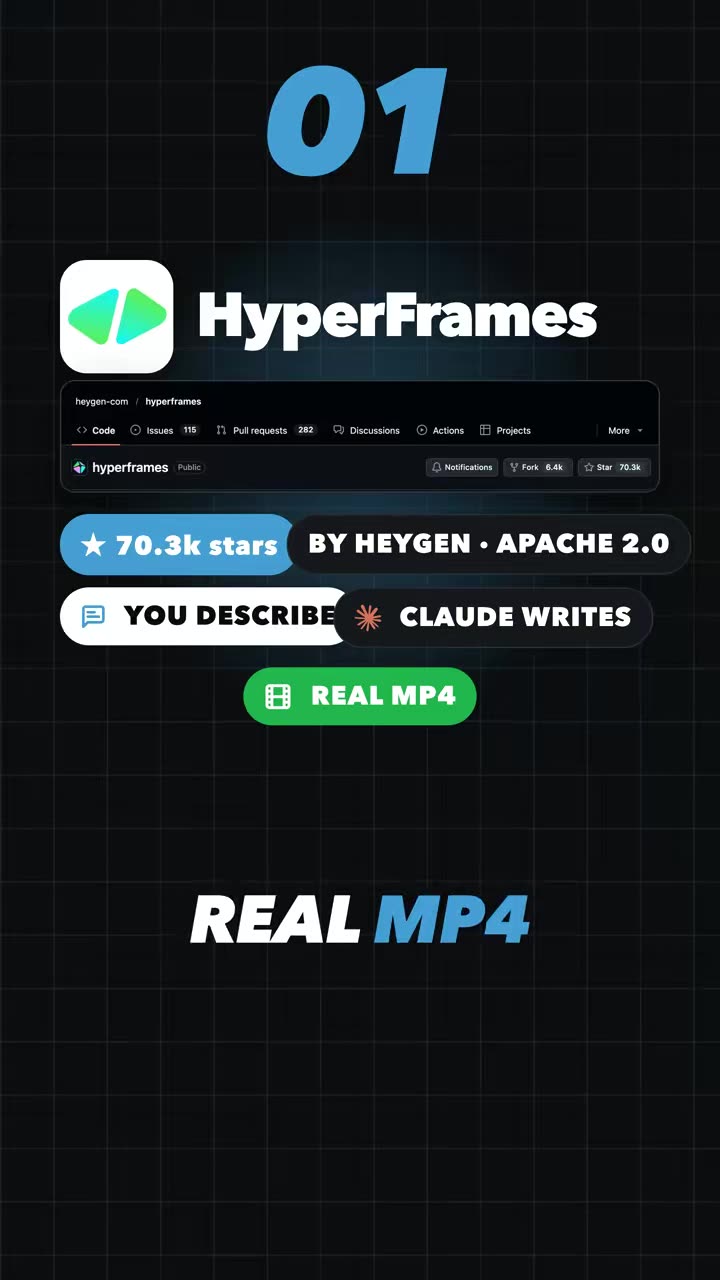 01
HyperFrames
heygen-com / hyperframes
Code Issues 115 Pull requests 282 Discussions Actions Projects More
hyperframes Public Notifications Fork 6.4k Star 70.3k
★ 70.3k stars BY HEYGEN • APACHE 2.0
YOU DESCRIBE CLAUDE WRITES
REAL MP4
REAL MP4